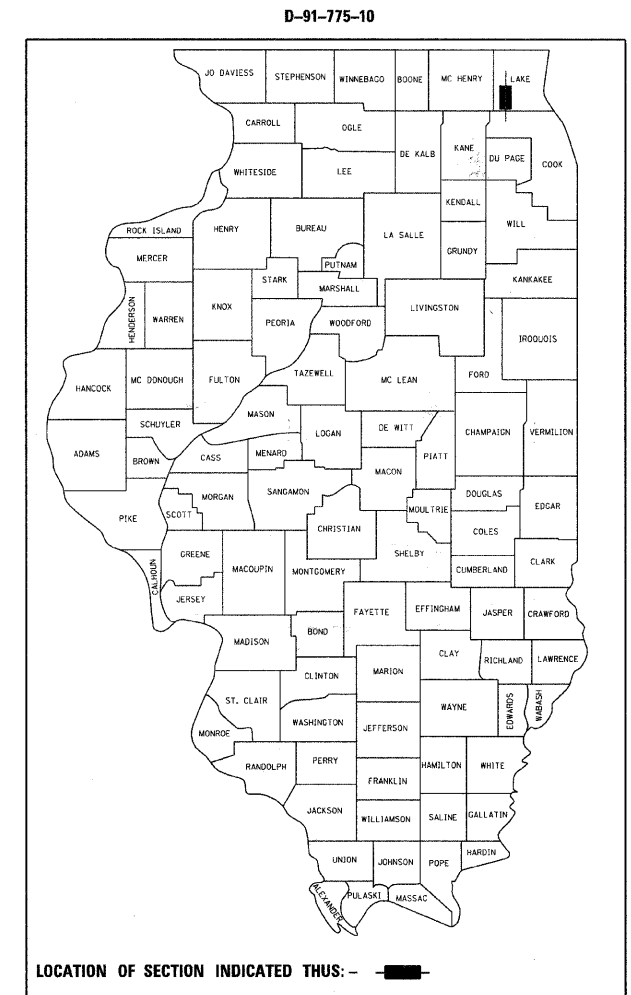 D-91-775-10
JO DAVIESS STEPHENSON WINNEBAGO BOONE MC HENRY LAKE
CARROLL OGLE DE KALB KANE DU PAGE COOK
WHITESIDE LEE
KENDALL
ROCK ISLAND HENRY BUREAU LA SALLE GRUNDY WILL
MERCER PUTNAM
STARK MARSHALL KANKAKEE
HENDERSON WARREN KNOX PEORIA WOODFORD LIVINGSTON IROQUOIS
HANCOCK MC DONOUGH FULTON TAZEWELL MC LEAN FORD
MASON
SCHUYLER LOGAN DE WITT CHAMPAIGN VERMILION
ADAMS BROWN CASS MENARD MACON PIATT
PIKE SCOTT MORGAN SANGAMON CHRISTIAN MOULTRIE DOUGLAS EDGAR
COLES
CALHOUN GREENE MACOUPIN MONTGOMERY SHELBY CUMBERLAND CLARK
JERSEY FAYETTE EFFINGHAM JASPER CRAWFORD
MADISON BOND
CLAY RICHLAND LAWRENCE
CLINTON MARION
ST. CLAIR WAYNE EDWARDS WABASH
WASHINGTON JEFFERSON
MONROE
RANDOLPH PERRY HAMILTON WHITE
FRANKLIN
JACKSON WILLIAMSON SALINE GALLATIN
UNION JOHNSON POPE HARDIN
ALEXANDER PULASKI MASSAC
LOCATION OF SECTION INDICATED THUS: -